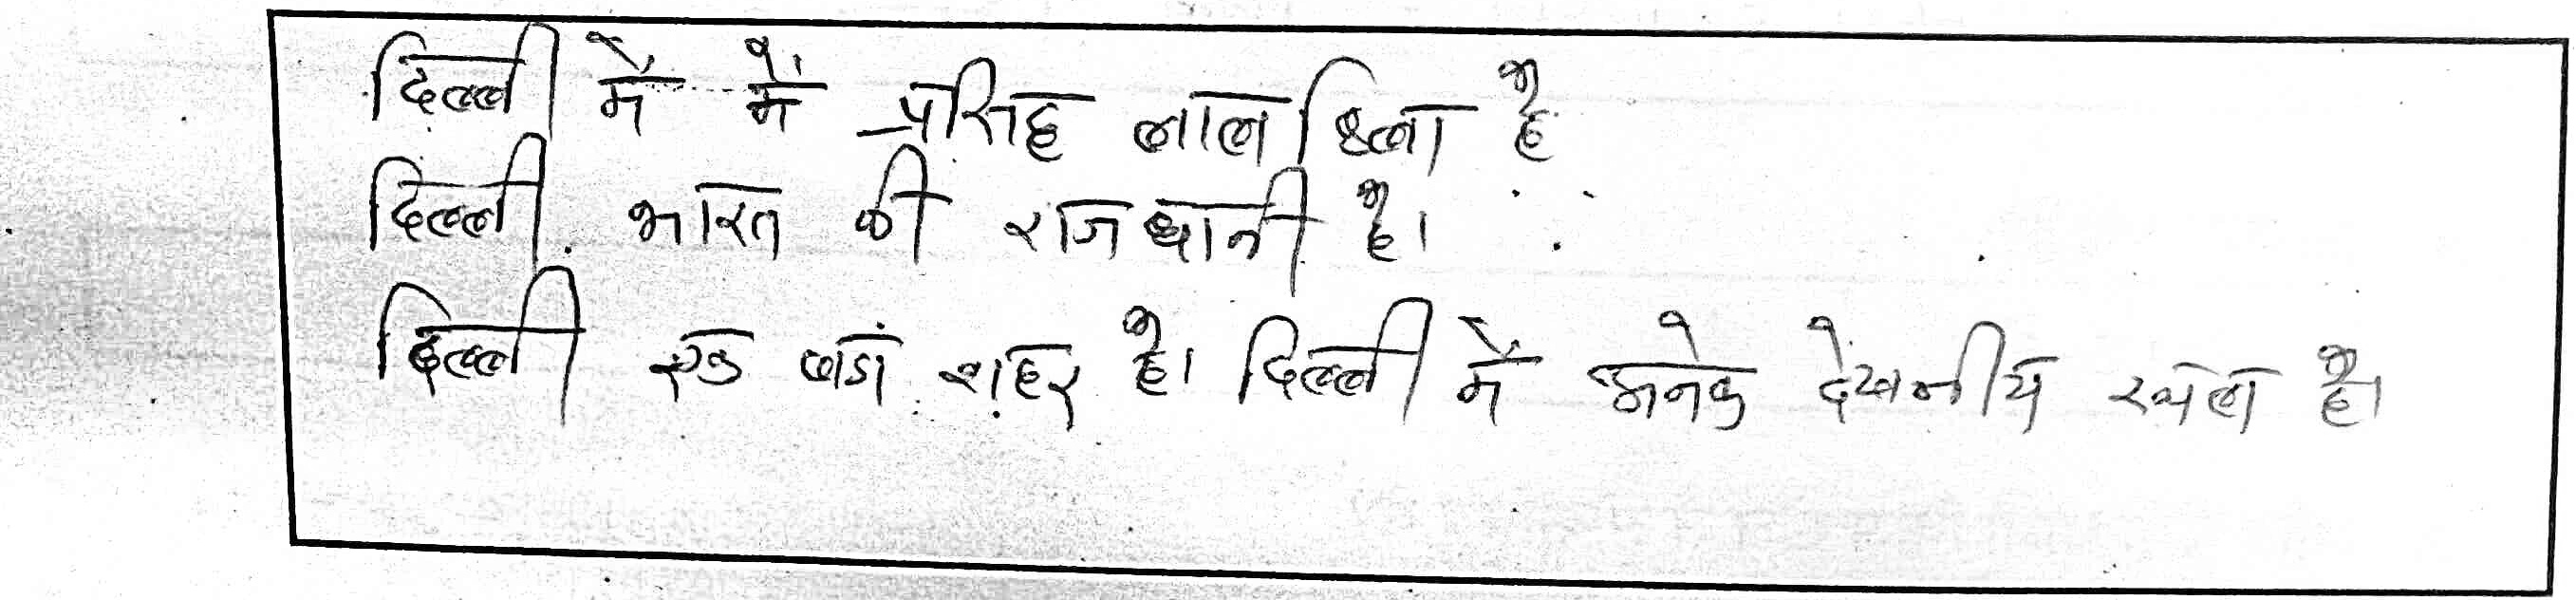 दिल्ली में में प्रसिद्ध लाल किला है
दिल्ली भारत की राजधानी है।
दिल्ली एक बडा शहर है। दिल्ली में अनेक देखनीय स्थल है।